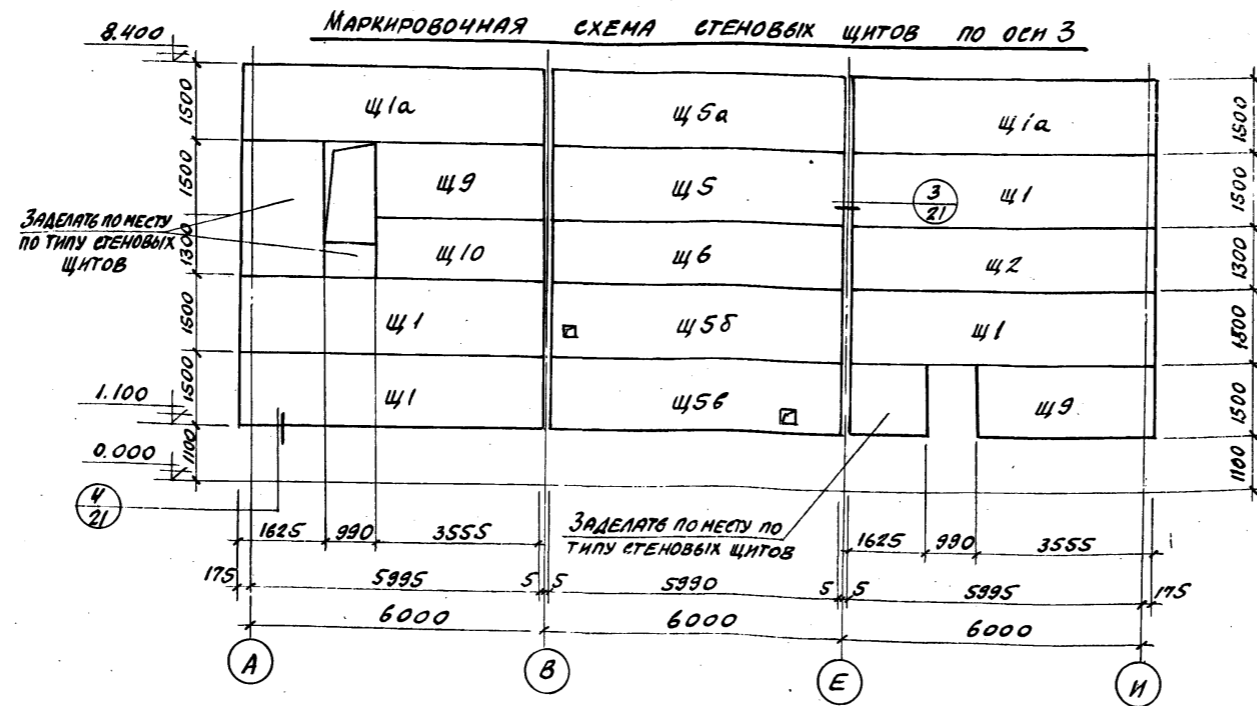 Маркировочная схема стеновых щитов по оси 3
8.400
1500
1500
1300
1500
1500
1100
1.100
0.000
Заделать по месту
по типу стеновых
щитов
Щ1а
Щ5а
Щ1а
Щ9
Щ5
3
21
Щ1
Щ10
Щ6
Щ2
Щ1
Щ5б
Щ1
Щ1
Щ5в
Щ9
1500
1500
1300
1500
1500
1100
4
21
Заделать по месту по
типу стеновых щитов
1625 990 3555
1625 990 3555
175 5995 5 5 5990 5 5 5995 175
6000 6000 6000
А В Е И